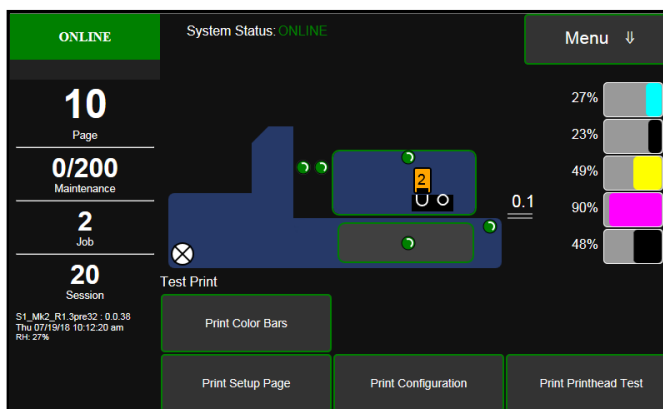 ONLINE
System Status: ONLINE
Menu ⇓
10
Page
0/200
Maintenance
2
Job
20
Session
S1_Mk2_R1.3pre32 : 0.0.38
Thu 07/19/18 10:12:20 am
RH: 27%
2
0.1
27%
23%
49%
90%
48%
Test Print
Print Color Bars
Print Setup Page
Print Configuration
Print Printhead Test